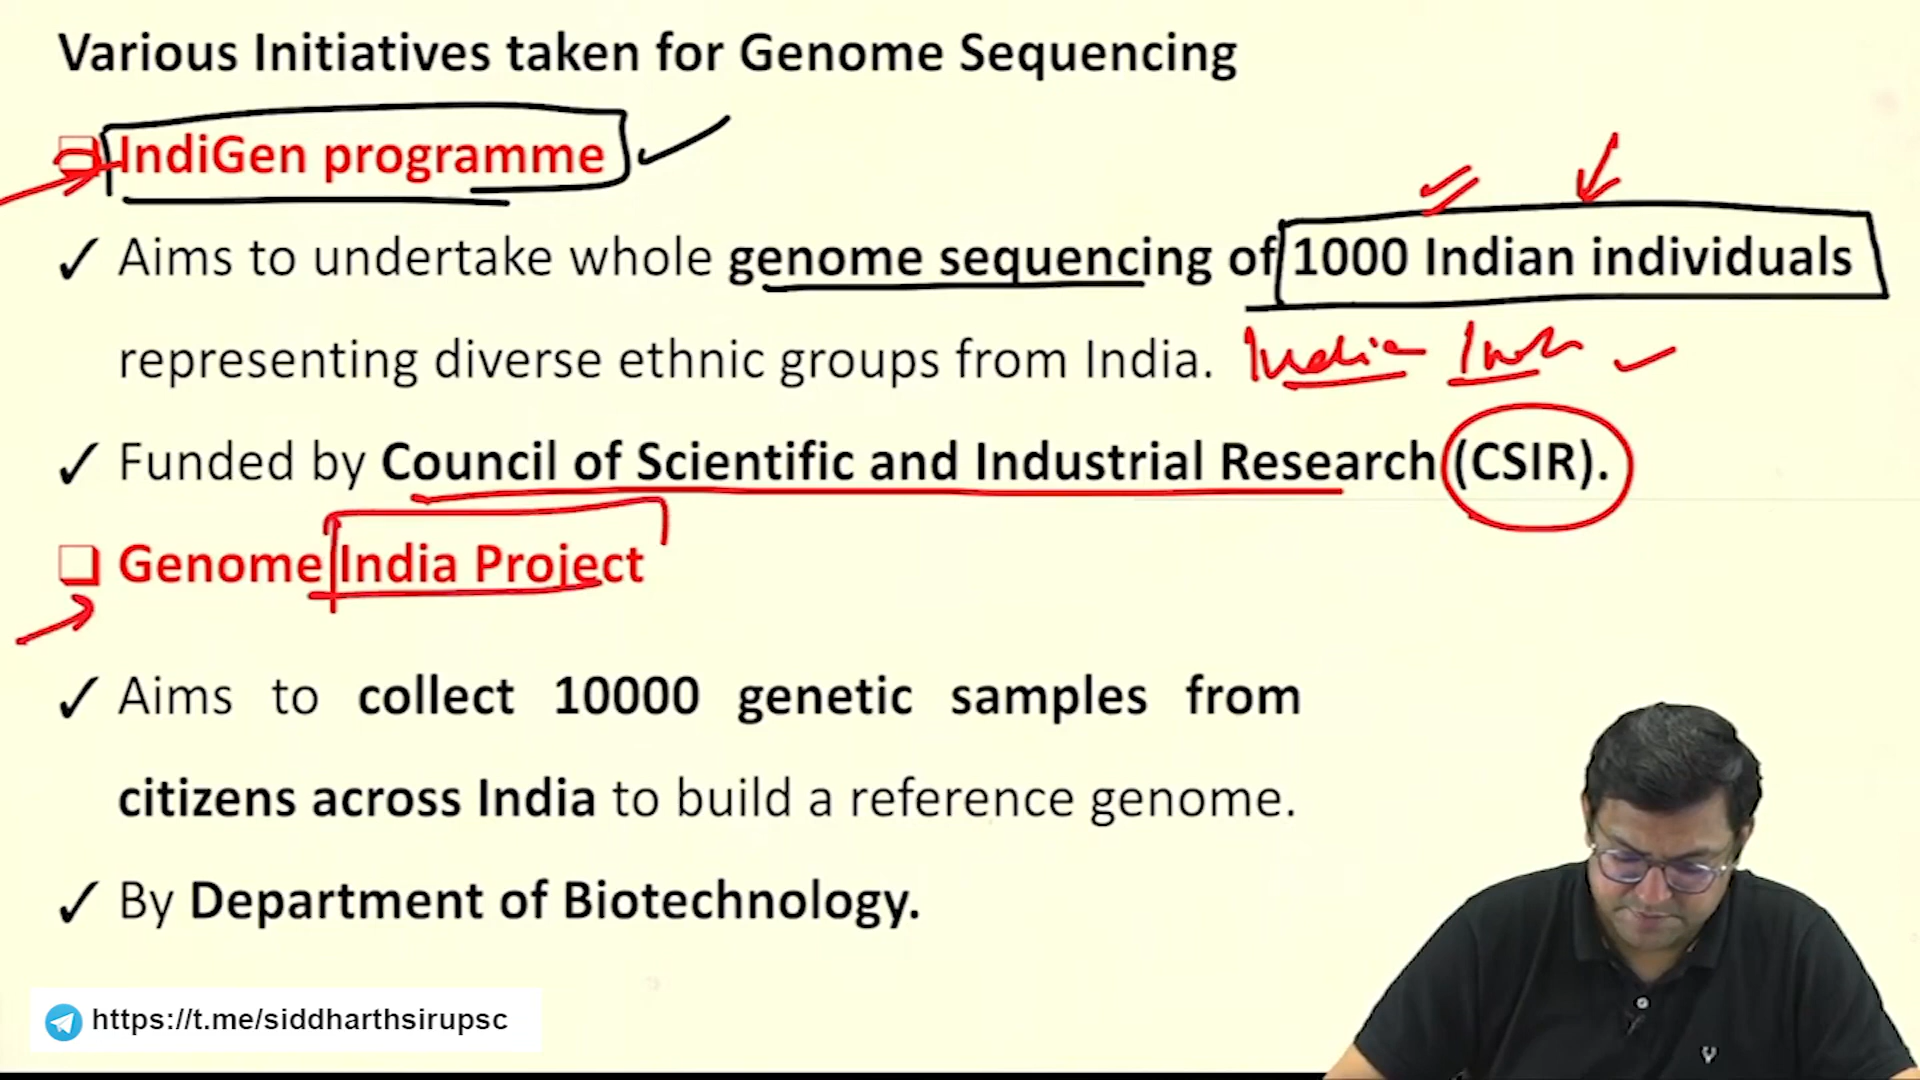 Various Initiatives taken for Genome Sequencing
❑ IndiGen programme
✓ Aims to undertake whole genome sequencing of 1000 Indian individuals
representing diverse ethnic groups from India. India
✓ Funded by Council of Scientific and Industrial Research (CSIR).
❑ Genome India Project
✓ Aims to collect 10000 genetic samples from
citizens across India to build a reference genome.
✓ By Department of Biotechnology.
https://t.me/siddharthsirupsc